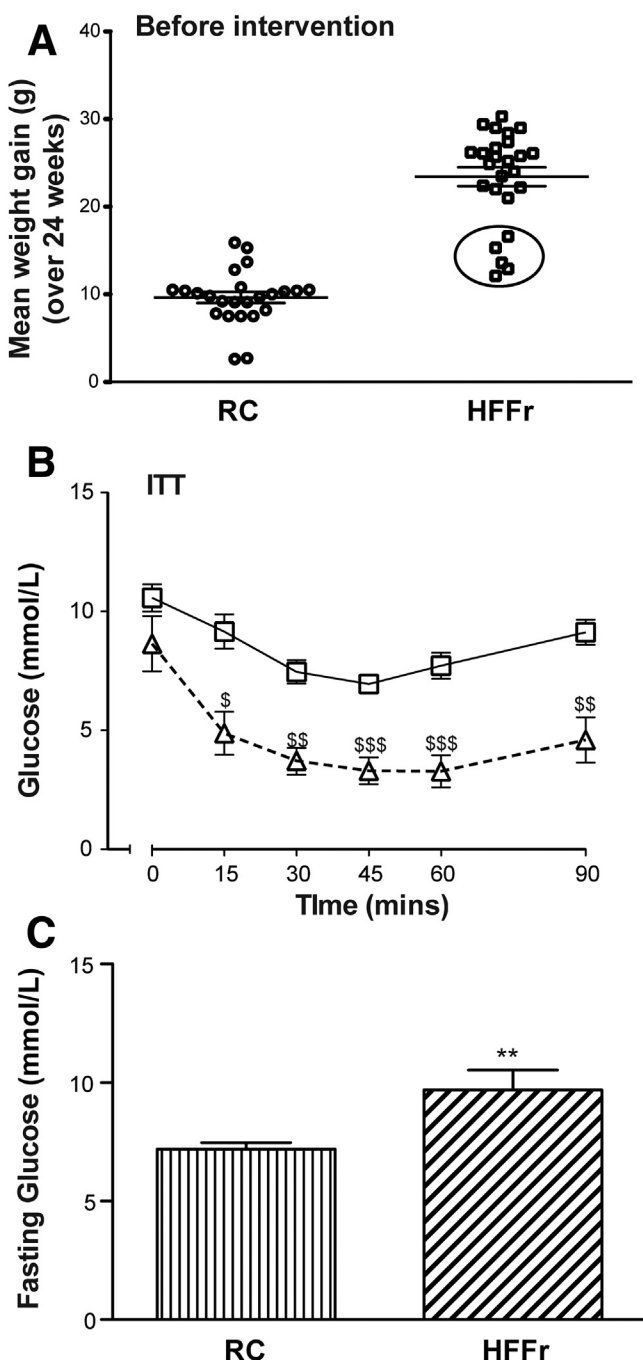 A
Before intervention
Mean weight gain (g)
(over 24 weeks)
40
30
20
10
0
RC
HFFr
B
ITT
Glucose (mmol/L)
15
10
5
0
$
$$
$$$
$$$
$$
0 15 30 45 60 90
TIme (mins)
C
Fasting Glucose (mmol/L)
15
10
5
0
**
RC
HFFr